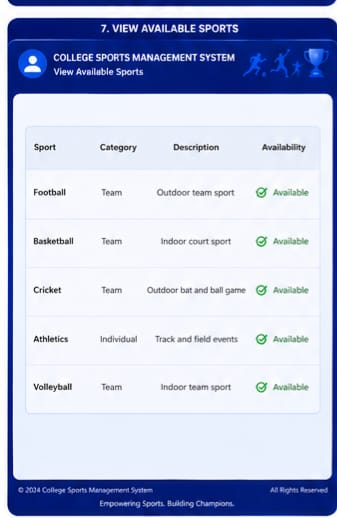 7. VIEW AVAILABLE SPORTS
COLLEGE SPORTS MANAGEMENT SYSTEM
View Available Sports
Sport Category Description Availability
Football Team Outdoor team sport Available
Basketball Team Indoor court sport Available
Cricket Team Outdoor bat and ball game Available
Athletics Individual Track and field events Available
Volleyball Team Indoor team sport Available
© 2024 College Sports Management System All Rights Reserved
Empowering Sports. Building Champions.